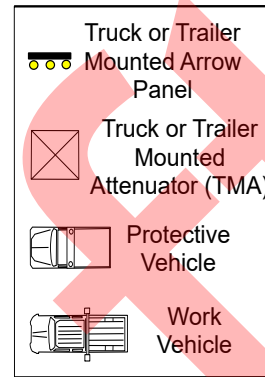 Truck or Trailer
Mounted Arrow
Panel
Truck or Trailer
Mounted
Attenuator (TMA)
Protective
Vehicle
Work
Vehicle